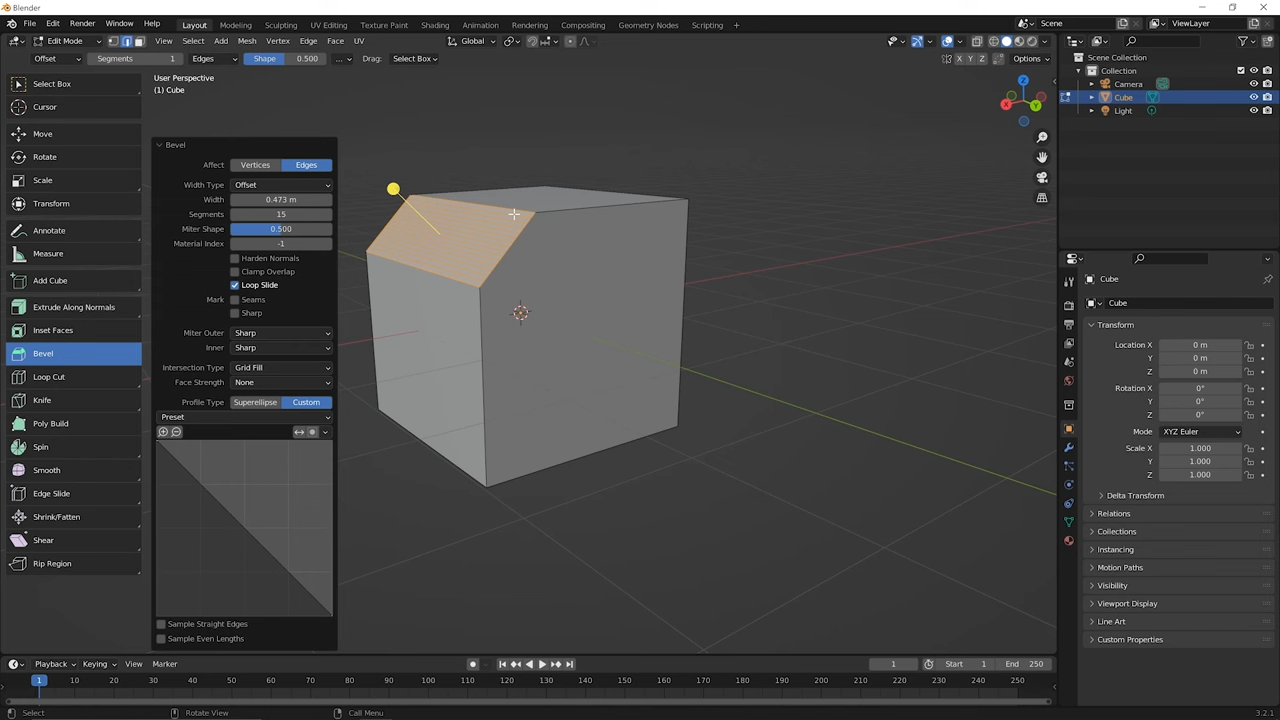 Blender
File Edit Render Window Help Layout Modeling Sculpting UV Editing Texture Paint Shading Animation Rendering Compositing Geometry Nodes Scripting + Scene ViewLayer
Edit Mode View Select Add Mesh Vertex Edge Face UV Global
Offset Segments 1 Edges Shape 0.500 ... Drag: Select Box X Y Z Options
User Perspective
(1) Cube
Select Box
Cursor
Move
Rotate
Scale
Transform
Annotate
Measure
Add Cube
Extrude Along Normals
Inset Faces
Bevel
Loop Cut
Knife
Poly Build
Spin
Smooth
Edge Slide
Shrink/Fatten
Shear
Rip Region
Bevel
Affect Vertices Edges
Width Type Offset
Width 0.473 m
Segments 15
Miter Shape 0.500
Material Index -1
Harden Normals
Clamp Overlap
Loop Slide
Mark Seams
Sharp
Miter Outer Sharp
Inner Sharp
Intersection Type Grid Fill
Face Strength None
Profile Type Superellipse Custom
Preset
Sample Straight Edges
Sample Even Lengths
Z
X Y
Scene Collection
Collection
Camera
Cube
Light
Cube
Cube
Transform
Location X 0 m
Y 0 m
Z 0 m
Rotation X 0°
Y 0°
Z 0°
Mode XYZ Euler
Scale X 1.000
Y 1.000
Z 1.000
Delta Transform
Relations
Collections
Instancing
Motion Paths
Visibility
Viewport Display
Line Art
Custom Properties
Playback Keying View Marker 1 Start 1 End 250
1 10 20 30 40 50 60 70 80 90 100 110 120 130 140 150 160 170 180 190 200 210 220 230 240 250
Select Rotate View Call Menu 3.2.1